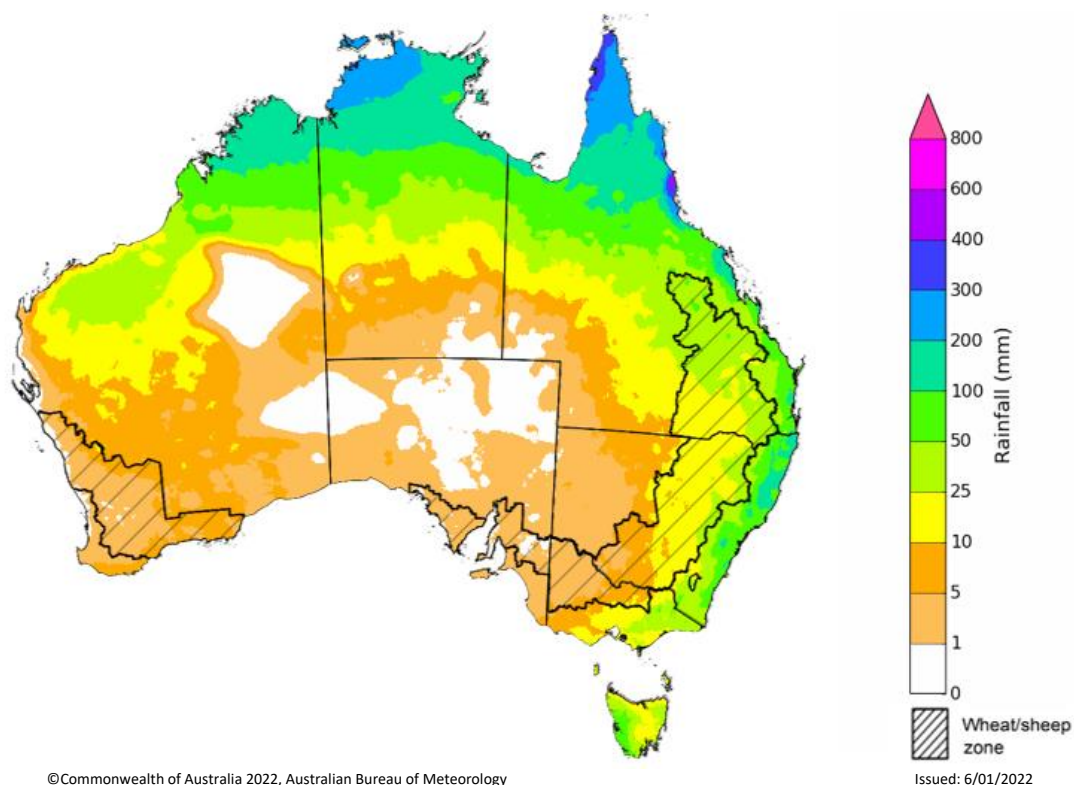 800
600
400
300
200
100
50
25
10
5
1
0
Rainfall (mm)
Wheat/sheep
zone
©Commonwealth of Australia 2022, Australian Bureau of Meteorology
Issued: 6/01/2022